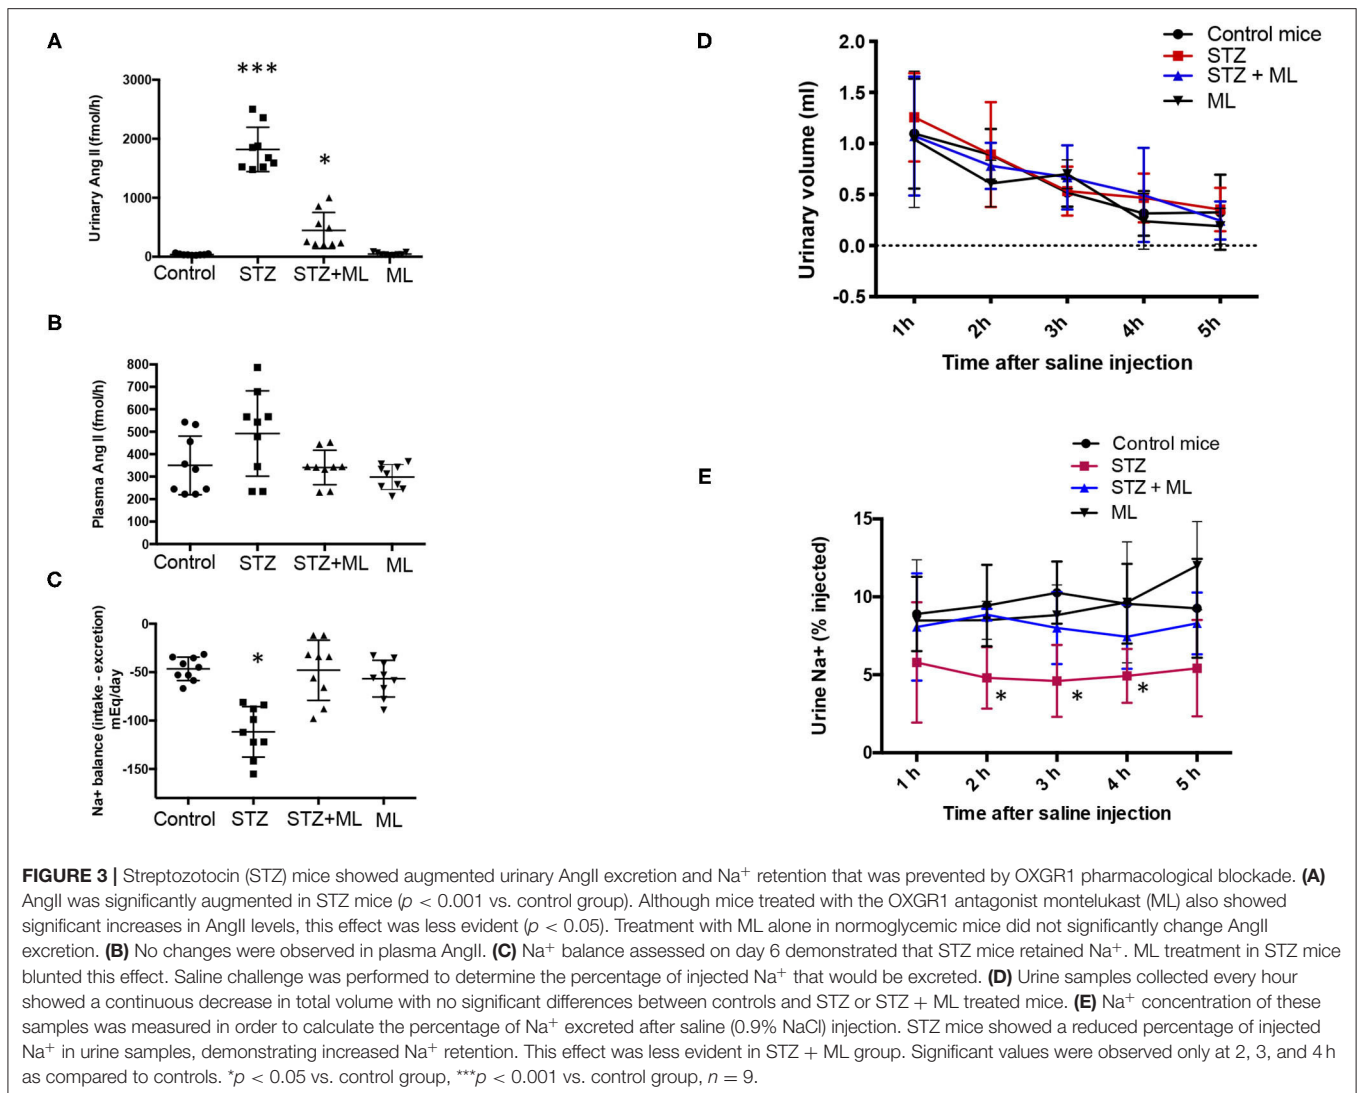 A
***
*
3000
2000
1000
0
Urinary Ang II (fmol/h)
Control STZ STZ+ML ML
B
800
700
600
500
400
300
200
100
0
Plasma Ang II (fmol/h)
Control STZ STZ+ML ML
C
0
-50
-100
-150
*
Na+ balance (intake - excretion)
mEq/day
Control STZ STZ+ML ML
D
Control mice
STZ
STZ + ML
ML
2.0
1.5
1.0
0.5
0.0
-0.5
Urinary volume (ml)
1h 2h 3h 4h 5h
Time after saline injection
E
Control mice
STZ
STZ + ML
ML
15
10
5
0
Urine Na+ (% injected)
* * *
1 h 2 h 3 h 4 h 5 h
Time after saline injection
FIGURE 3 | Streptozotocin (STZ) mice showed augmented urinary AngII excretion and Na⁺ retention that was prevented by OXGR1 pharmacological blockade. (A)
AngII was significantly augmented in STZ mice (p < 0.001 vs. control group). Although mice treated with the OXGR1 antagonist montelukast (ML) also showed
significant increases in AngII levels, this effect was less evident (p < 0.05). Treatment with ML alone in normoglycemic mice did not significantly change AngII
excretion. (B) No changes were observed in plasma AngII. (C) Na⁺ balance assessed on day 6 demonstrated that STZ mice retained Na⁺. ML treatment in STZ mice
blunted this effect. Saline challenge was performed to determine the percentage of injected Na⁺ that would be excreted. (D) Urine samples collected every hour
showed a continuous decrease in total volume with no significant differences between controls and STZ or STZ + ML treated mice. (E) Na⁺ concentration of these
samples was measured in order to calculate the percentage of Na⁺ excreted after saline (0.9% NaCl) injection. STZ mice showed a reduced percentage of injected
Na⁺ in urine samples, demonstrating increased Na⁺ retention. This effect was less evident in STZ + ML group. Significant values were observed only at 2, 3, and 4 h
as compared to controls. *p < 0.05 vs. control group, ***p < 0.001 vs. control group, n = 9.